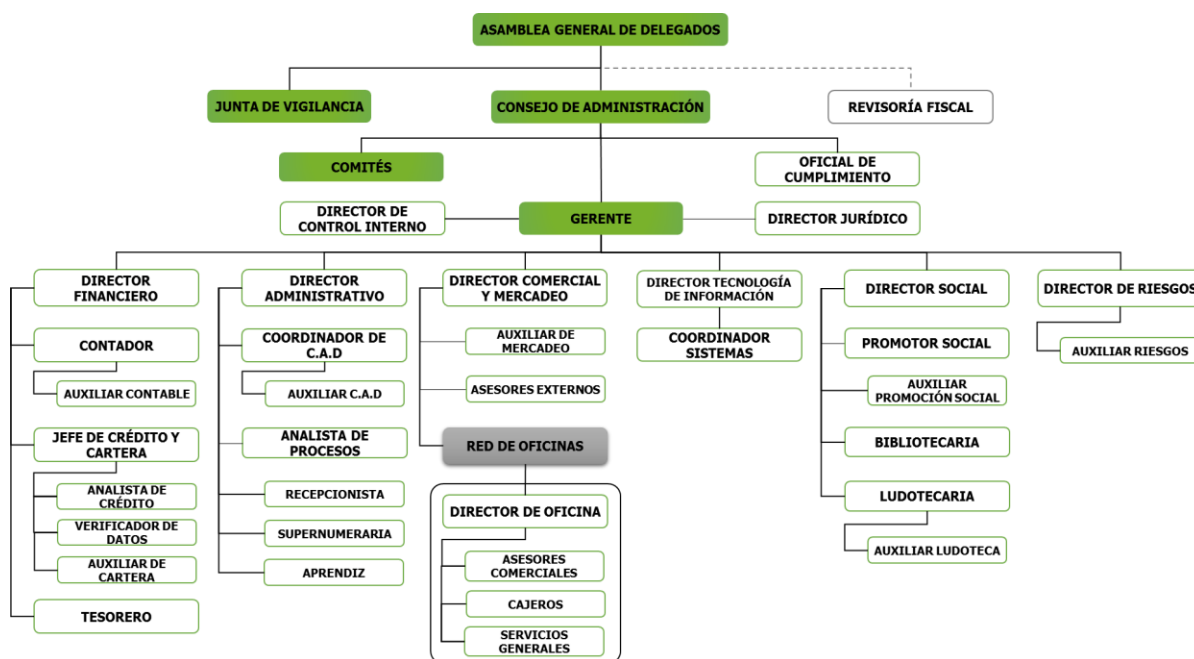 ASAMBLEA GENERAL DE DELEGADOS
JUNTA DE VIGILANCIA
CONSEJO DE ADMINISTRACIÓN
REVISORÍA FISCAL
COMITÉS
OFICIAL DE
CUMPLIMIENTO
DIRECTOR DE
CONTROL INTERNO
GERENTE
DIRECTOR JURÍDICO
DIRECTOR
FINANCIERO
CONTADOR
AUXILIAR CONTABLE
JEFE DE CRÉDITO Y
CARTERA
ANALISTA DE
CRÉDITO
VERIFICADOR DE
DATOS
AUXILIAR DE
CARTERA
TESORERO
DIRECTOR
ADMINISTRATIVO
COORDINADOR DE
C.A.D
AUXILIAR C.A.D
ANALISTA DE
PROCESOS
RECEPCIONISTA
SUPERNUMERARIA
APRENDIZ
DIRECTOR COMERCIAL
Y MERCADEO
AUXILIAR DE
MERCADEO
ASESORES EXTERNOS
RED DE OFICINAS
DIRECTOR DE OFICINA
ASESORES
COMERCIALES
CAJEROS
SERVICIOS
GENERALES
DIRECTOR TECNOLOGÍA
DE INFORMACIÓN
COORDINADOR
SISTEMAS
DIRECTOR SOCIAL
PROMOTOR SOCIAL
AUXILIAR
PROMOCIÓN SOCIAL
BIBLIOTECARIA
LUDOTECARIA
AUXILIAR LUDOTECA
DIRECTOR DE RIESGOS
AUXILIAR RIESGOS